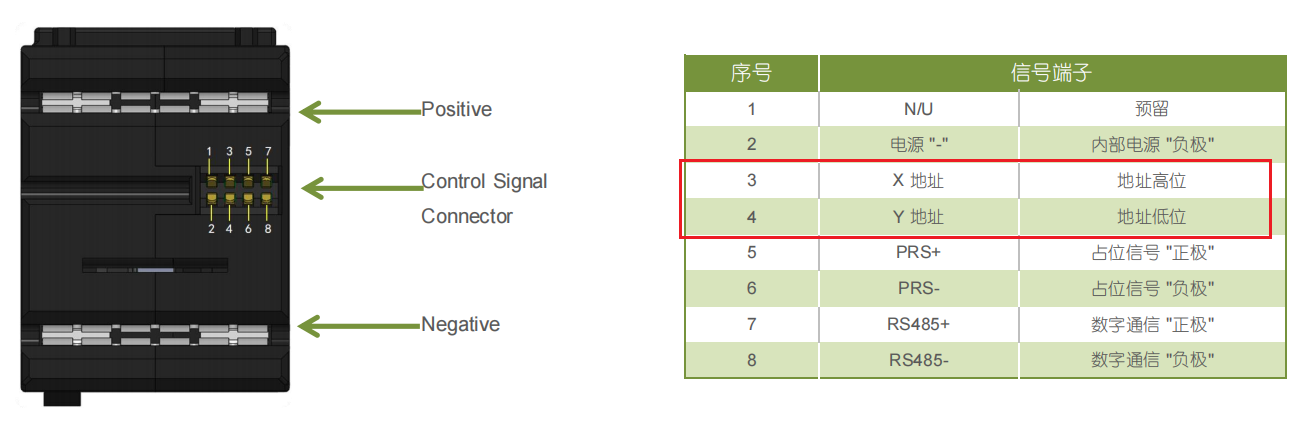 Positive
1 3 5 7
Control Signal
Connector
2 4 6 8
Negative
序号 信号端子
1 N/U 预留
2 电源 "-" 内部电源 "负极"
3 X 地址 地址高位
4 Y 地址 地址低位
5 PRS+ 占位信号 "正极"
6 PRS- 占位信号 "负极"
7 RS485+ 数字通信 "正极"
8 RS485- 数字通信 "负极"